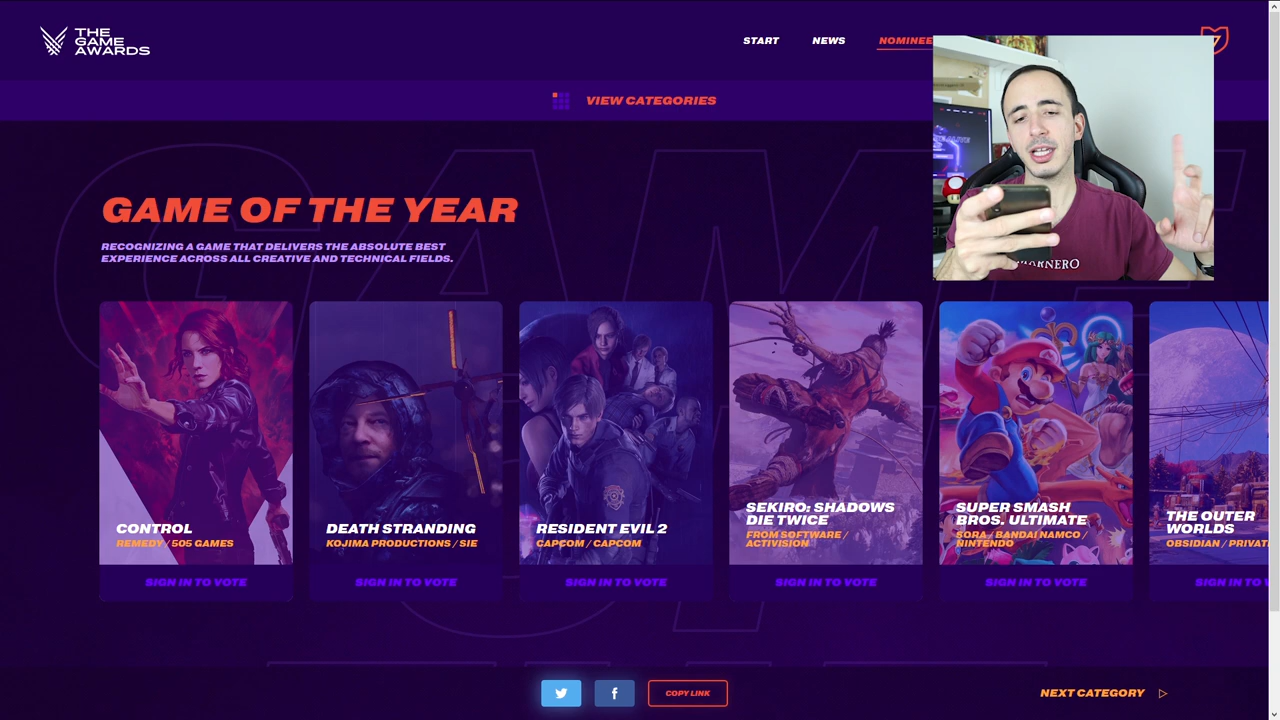 THE
GAME
AWARDS
START
NEWS
NOMINEE
VIEW CATEGORIES
GAME OF THE YEAR
RECOGNIZING A GAME THAT DELIVERS THE ABSOLUTE BEST
EXPERIENCE ACROSS ALL CREATIVE AND TECHNICAL FIELDS.
CONTROL
REMEDY / 505 GAMES
SIGN IN TO VOTE
DEATH STRANDING
KOJIMA PRODUCTIONS / SIE
SIGN IN TO VOTE
RESIDENT EVIL 2
CAPCOM / CAPCOM
SIGN IN TO VOTE
SEKIRO: SHADOWS
DIE TWICE
FROM SOFTWARE /
ACTIVISION
SIGN IN TO VOTE
SUPER SMASH
BROS. ULTIMATE
SORA / BANDAI NAMCO /
NINTENDO
SIGN IN TO VOTE
THE OUTER
WORLDS
OBSIDIAN / PRIVAT
SIGN IN TO V
COPY LINK
NEXT CATEGORY